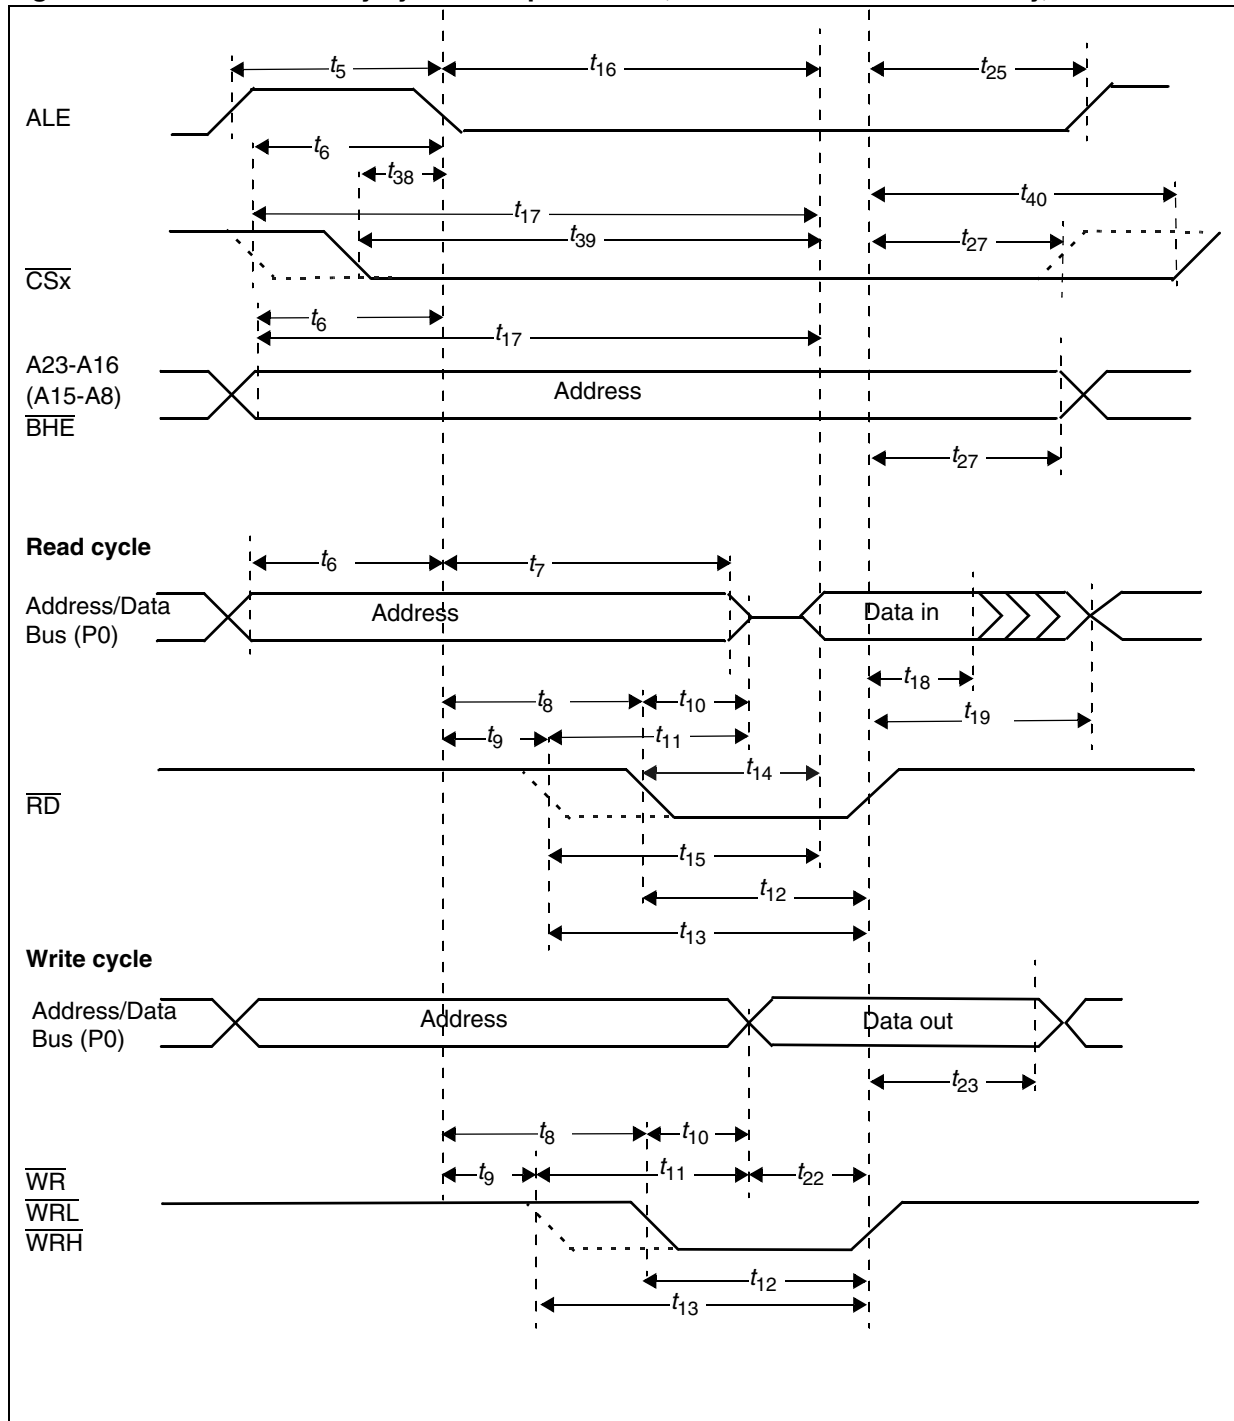 t5
t16
t25
ALE
t6
t38
t40
t17
t39
t27
CSx
t6
t17
A23-A16
(A15-A8)
BHE
Address
t27
Read cycle
t6
t7
Address/Data
Bus (P0)
Address
Data in
t18
t8
t10
t19
t9
t11
t14
RD
t15
t12
t13
Write cycle
Address/Data
Bus (P0)
Address
Data out
t23
t8
t10
t9
t11
t22
WR
WRL
WRH
t12
t13